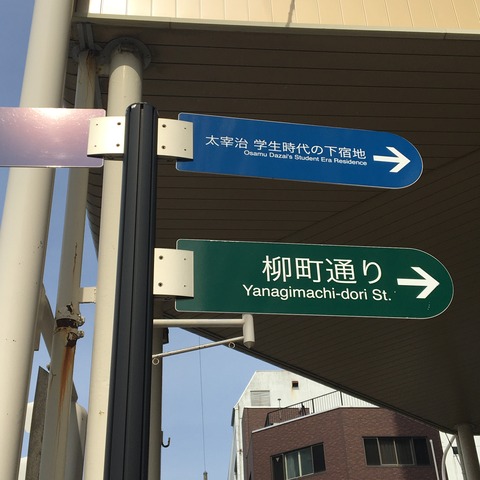 太宰治 学生時代の下宿地
Osamu Dazai's Student Era Residence
柳町通り
Yanagimachi-dori St.